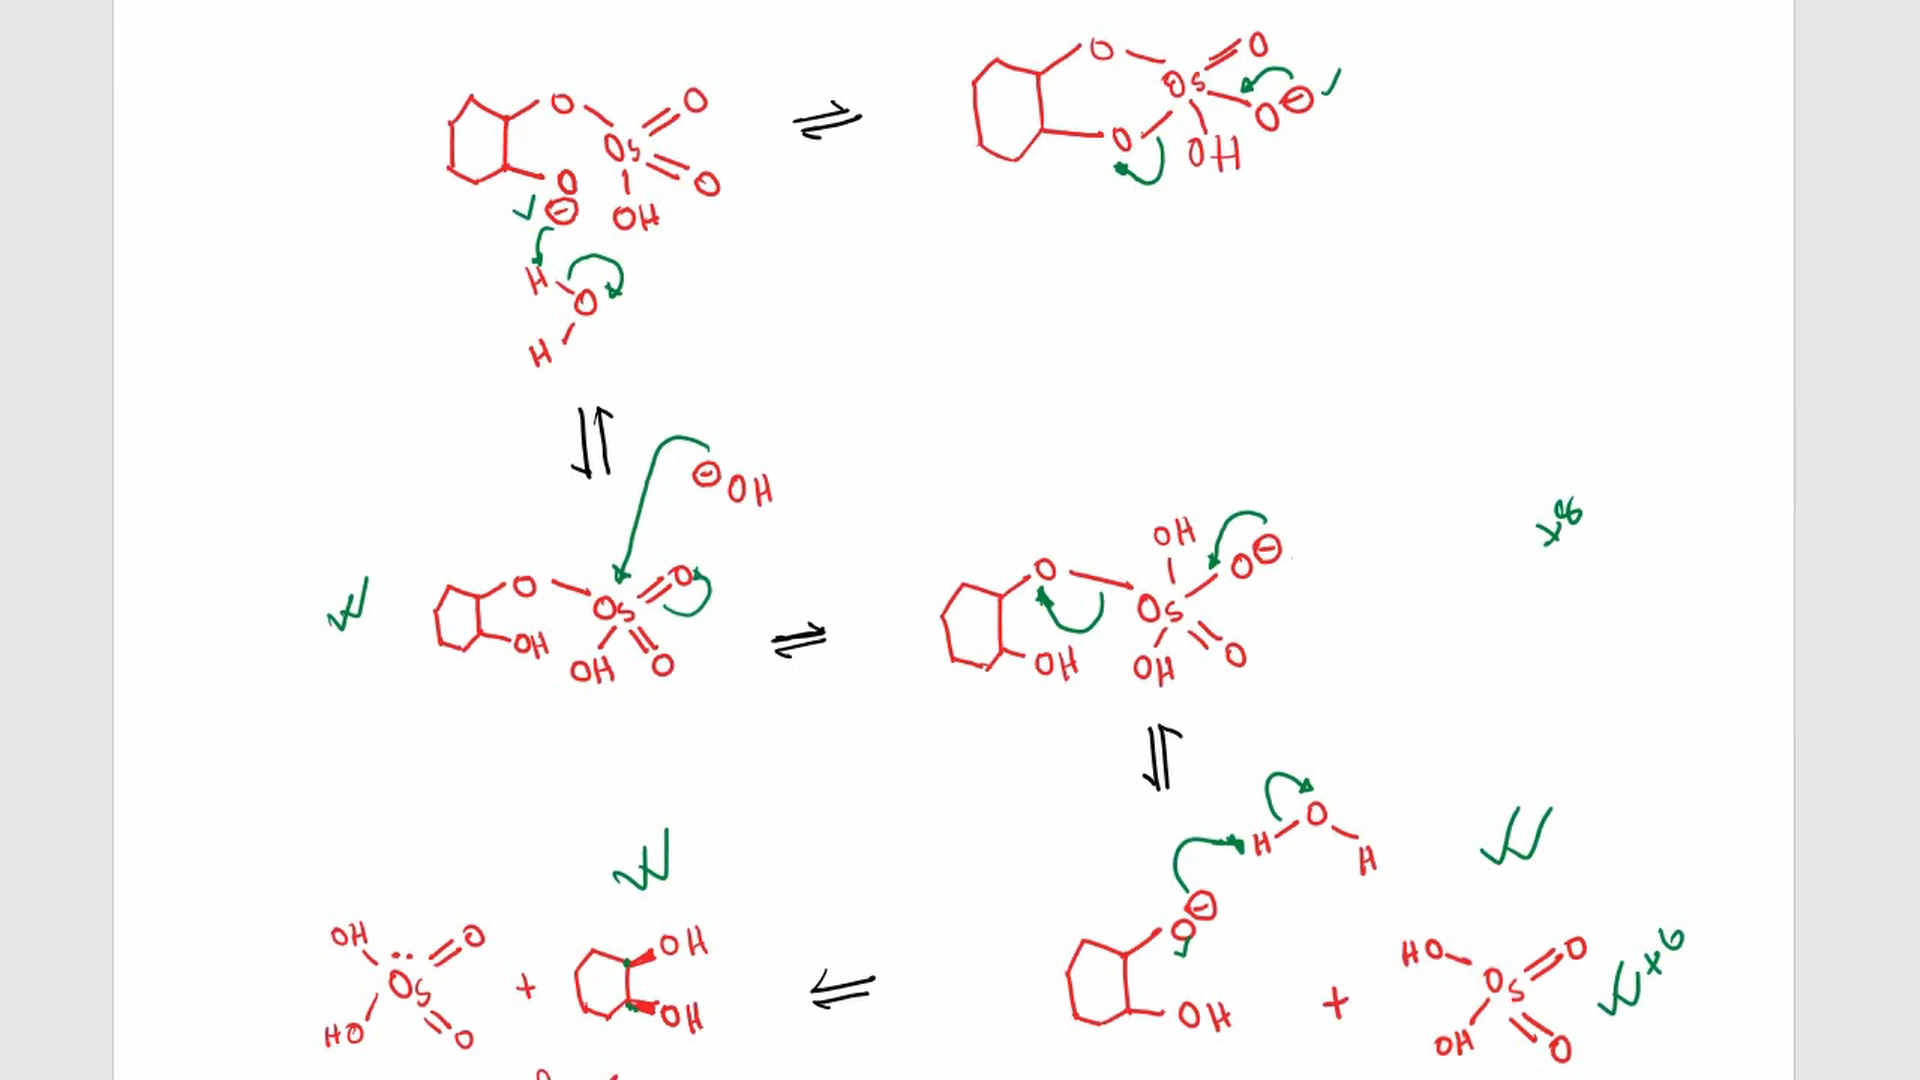 O Os O O O ⊖ OH
H O H
⇌
O Os O O ⊖ O OH
⇌
⊖ OH
O Os O OH OH O
⇌
OH O Os O ⊖ OH OH O
x8
⇌
H O H
O ⊖ OH
+
HO Os O OH O
x6
⇌
OH Os O HO O
+
OH
OH